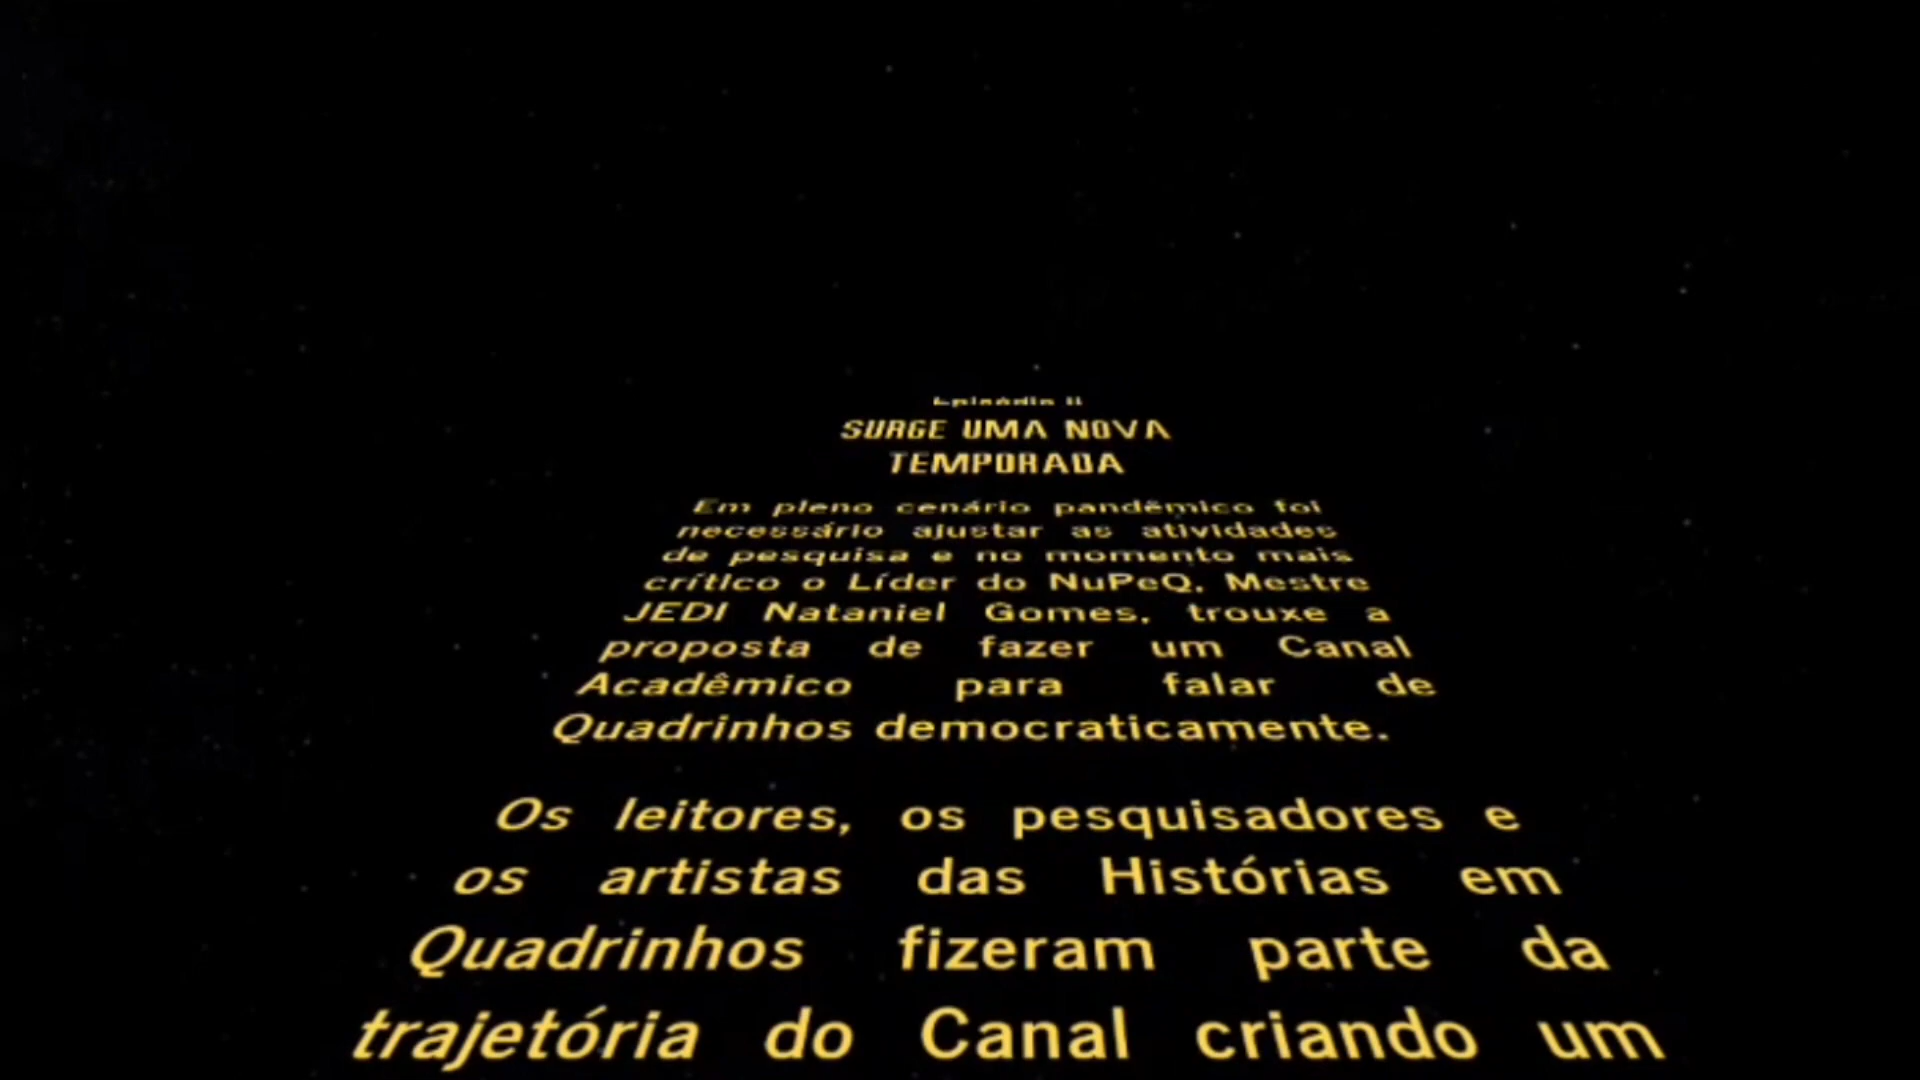 Episódio II
SURGE UMA NOVA
TEMPORADA
Em pleno cenário pandêmico foi
necessário ajustar as atividades
de pesquisa e no momento mais
crítico o Líder do NuPeQ, Mestre
JEDI Nataniel Gomes, trouxe a
proposta de fazer um Canal
Acadêmico para falar de
Quadrinhos democraticamente.
Os leitores, os pesquisadores e
os artistas das Histórias em
Quadrinhos fizeram parte da
trajetória do Canal criando um